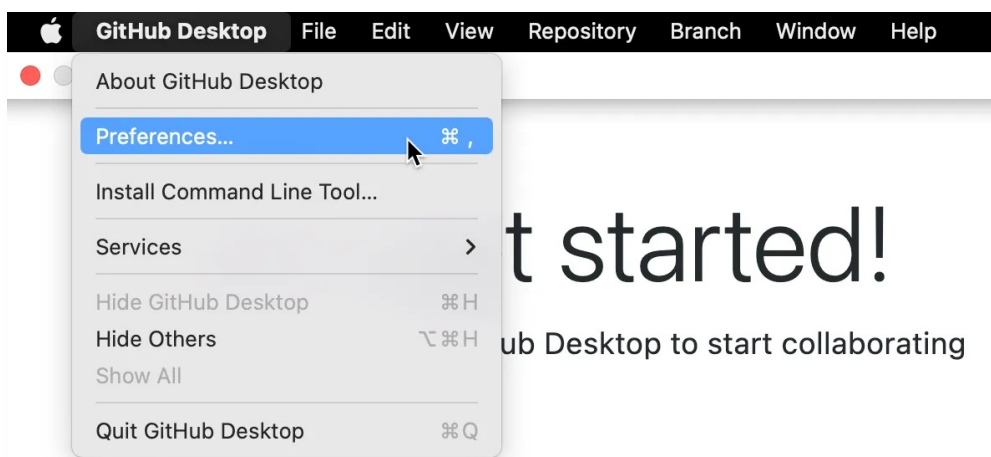 GitHub Desktop File Edit View Repository Branch Window Help
About GitHub Desktop
Preferences... ⌘ ,
Install Command Line Tool...
Services >
t started!
Hide GitHub Desktop ⌘H
Hide Others ⌥⌘H
ub Desktop to start collaborating
Show All
Quit GitHub Desktop ⌘Q